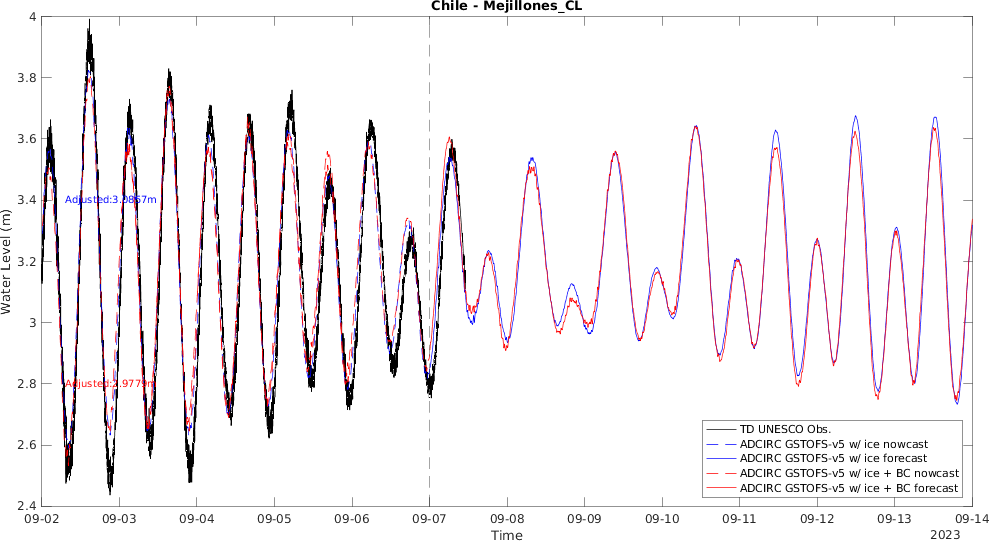 Chile - Mejillones_CL
4
3.8
3.6
3.4
3.2
3
2.8
2.6
2.4
Water Level (m)
Adjusted:3.0867m
Adjusted:2.9779m
TD UNESCO Obs.
ADCIRC GSTOFS-v5 w/ ice nowcast
ADCIRC GSTOFS-v5 w/ ice forecast
ADCIRC GSTOFS-v5 w/ ice + BC nowcast
ADCIRC GSTOFS-v5 w/ ice + BC forecast
09-02 09-03 09-04 09-05 09-06 09-07 09-08 09-09 09-10 09-11 09-12 09-13 09-14
Time
2023